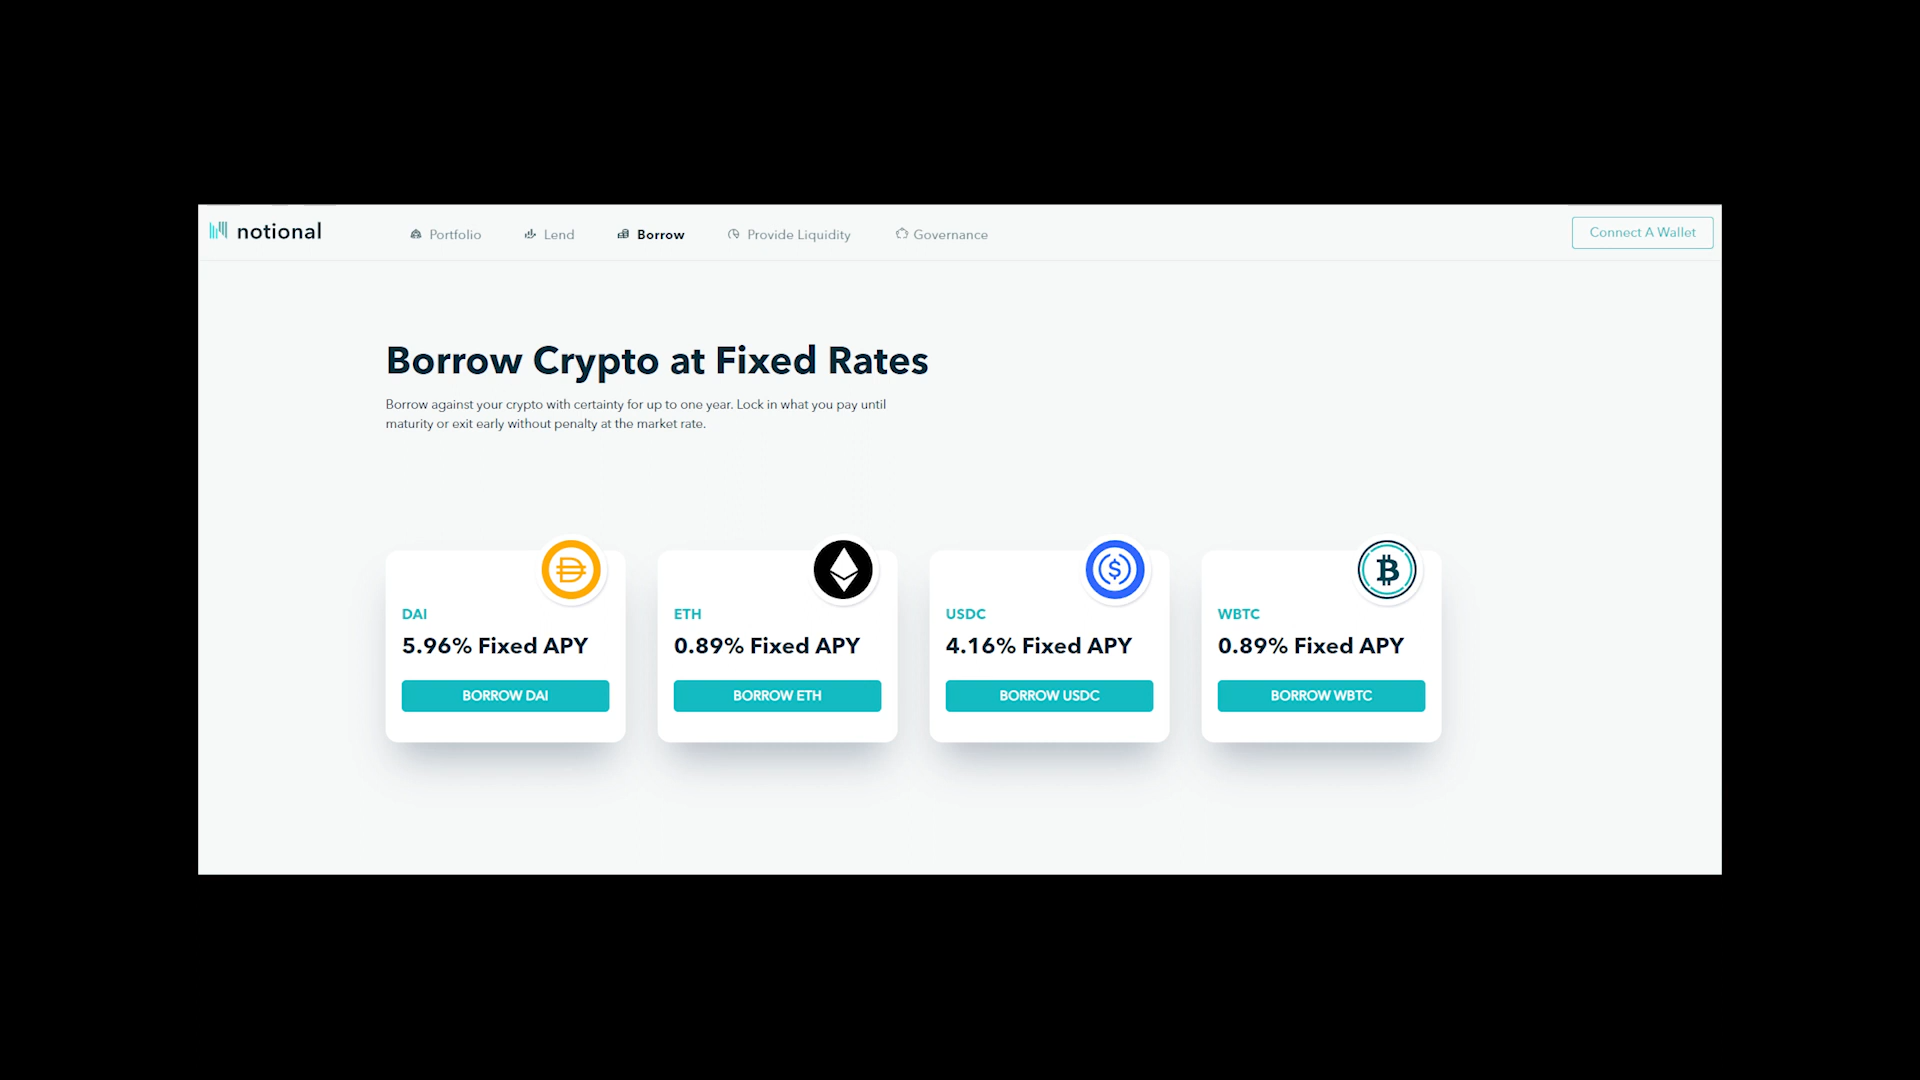 notional
Portfolio
Lend
Borrow
Provide Liquidity
Governance
Connect A Wallet
Borrow Crypto at Fixed Rates
Borrow against your crypto with certainty for up to one year. Lock in what you pay until
maturity or exit early without penalty at the market rate.
DAI
5.96% Fixed APY
BORROW DAI
ETH
0.89% Fixed APY
BORROW ETH
USDC
4.16% Fixed APY
BORROW USDC
WBTC
0.89% Fixed APY
BORROW WBTC